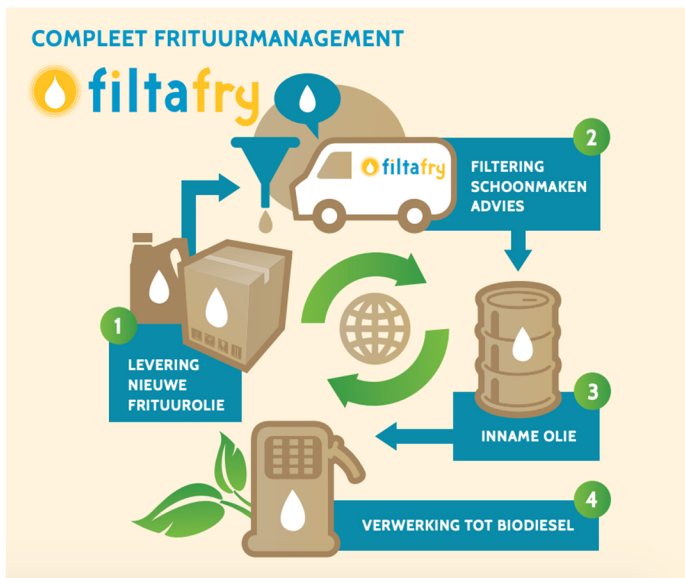 COMPLEET FRITUURMANAGEMENT
filtafry
filtafry
2
FILTERING
SCHOONMAKEN
ADVIES
1
LEVERING
NIEUWE
FRITUUROLIE
3
INNAME OLIE
4
VERWERKING TOT BIODIESEL